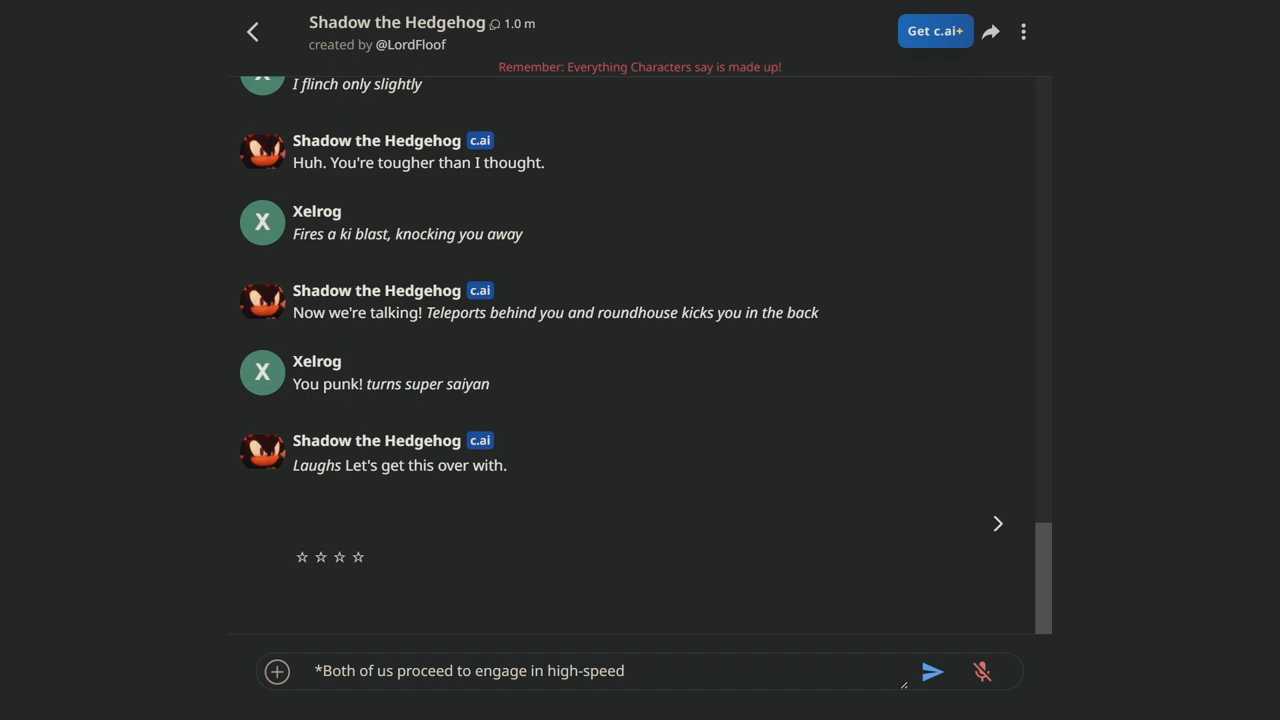 Shadow the Hedgehog 1.0 m
created by @LordFloof
Get c.ai+
Remember: Everything Characters say is made up!
I flinch only slightly
Shadow the Hedgehog c.ai
Huh. You're tougher than I thought.
X
Xelrog
Fires a ki blast, knocking you away
Shadow the Hedgehog c.ai
Now we're talking! Teleports behind you and roundhouse kicks you in the back
X
Xelrog
You punk! turns super saiyan
Shadow the Hedgehog c.ai
Laughs Let's get this over with.
*Both of us proceed to engage in high-speed